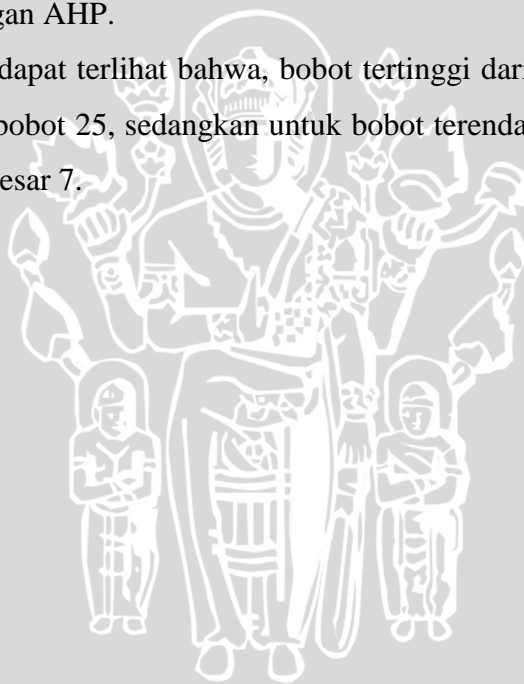 gan AHP.
dapat terlihat bahwa, bobot tertinggi dari
bobot 25, sedangkan untuk bobot terenda
esar 7.